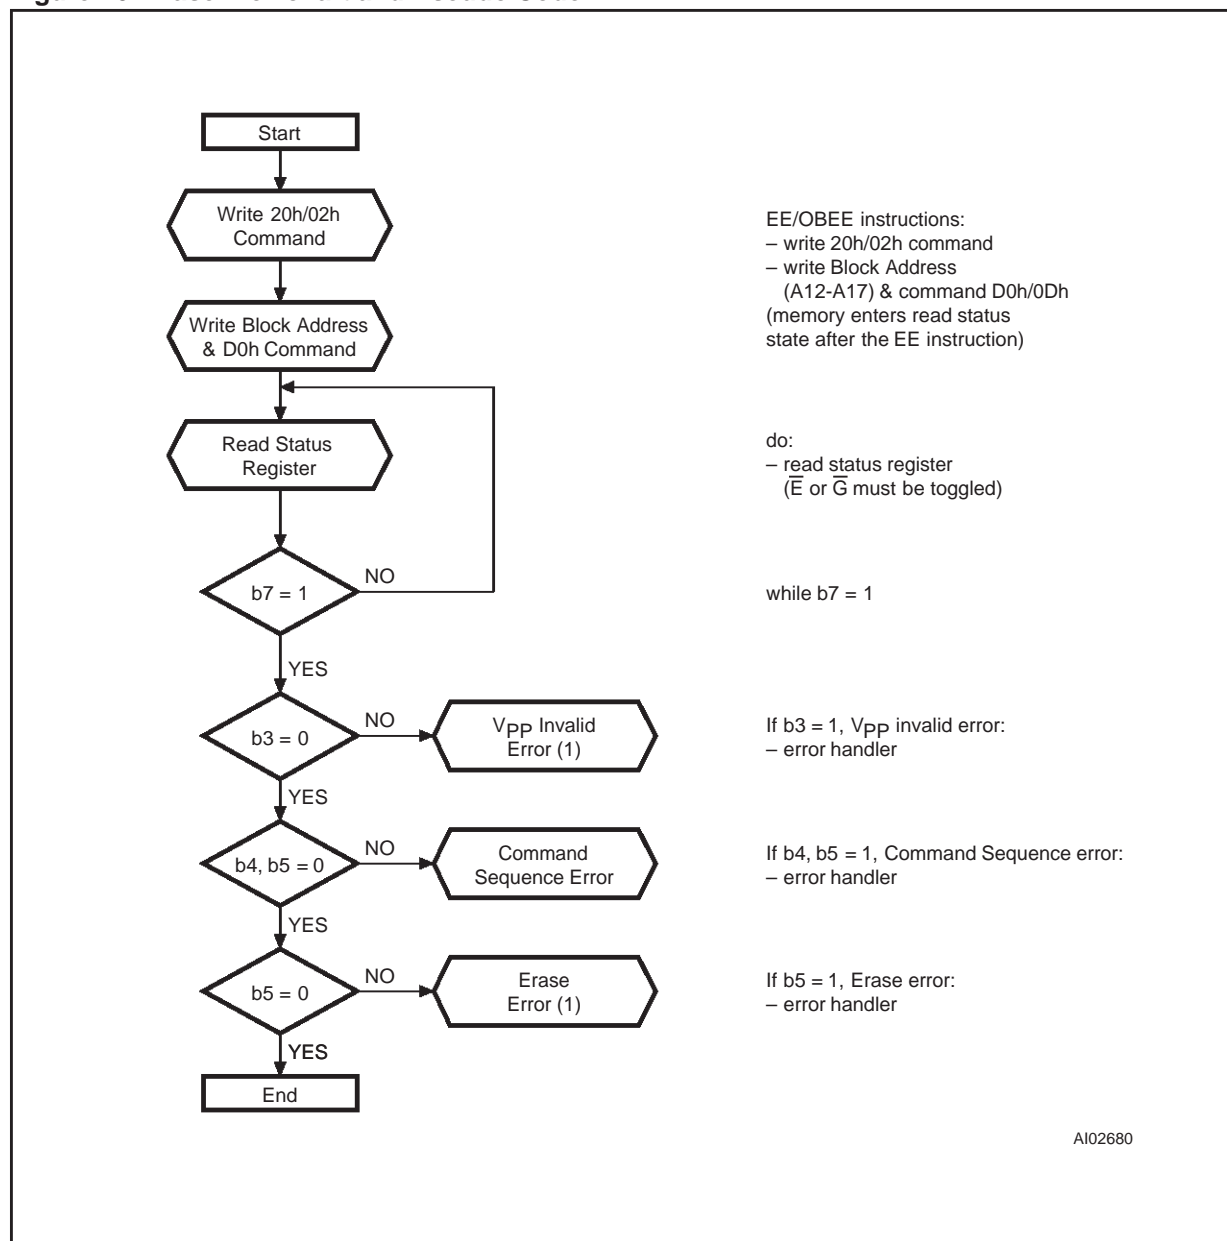 Start
Write 20h/02h
Command
EE/OBEE instructions:
– write 20h/02h command
– write Block Address
(A12-A17) & command D0h/0Dh
(memory enters read status
state after the EE instruction)
Write Block Address
& D0h Command
Read Status
Register
do:
– read status register
(E̅ or G̅ must be toggled)
b7 = 1
NO
while b7 = 1
YES
b3 = 0
NO
VPP Invalid
Error (1)
If b3 = 1, VPP invalid error:
– error handler
YES
b4, b5 = 0
NO
Command
Sequence Error
If b4, b5 = 1, Command Sequence error:
– error handler
YES
b5 = 0
NO
Erase
Error (1)
If b5 = 1, Erase error:
– error handler
YES
End
AI02680